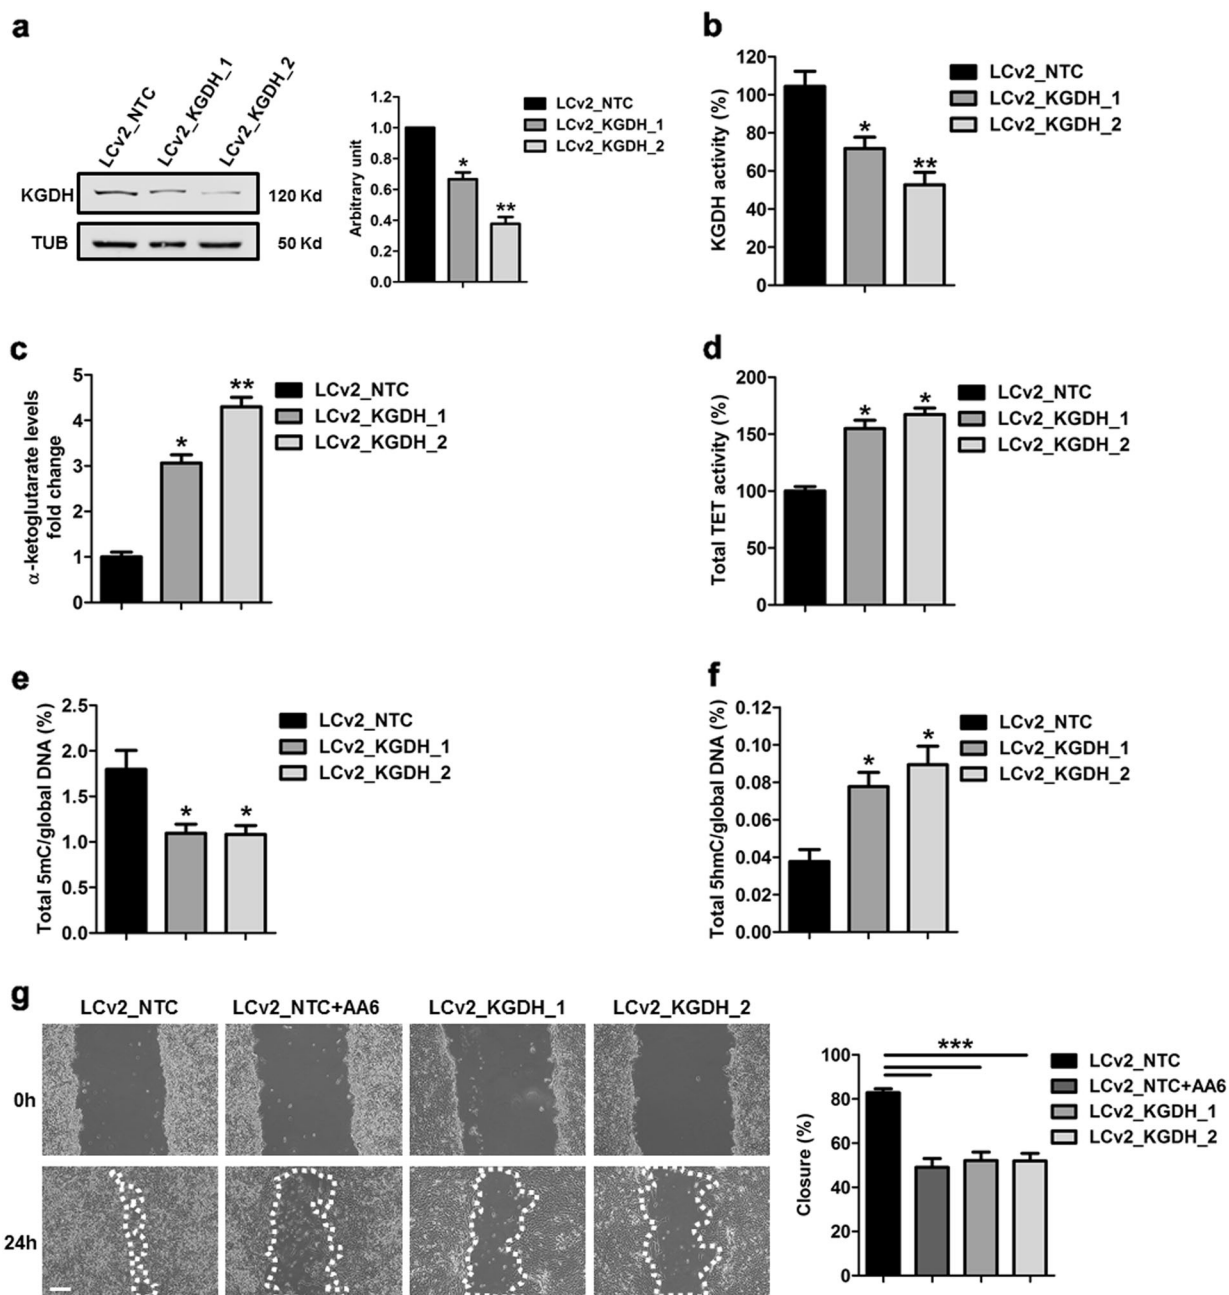 a
LCv2_NTC
LCv2_KGDH_1
LCv2_KGDH_2
KGDH
120 Kd
TUB
50 Kd
Arbitrary unit
1.2
1.0
0.8
0.6
0.4
0.2
0.0
*
**
LCv2_NTC
LCv2_KGDH_1
LCv2_KGDH_2
b
KGDH activity (%)
120
100
80
60
40
20
0
*
**
LCv2_NTC
LCv2_KGDH_1
LCv2_KGDH_2
c
α-ketoglutarate levels
fold change
5
4
3
2
1
0
*
**
LCv2_NTC
LCv2_KGDH_1
LCv2_KGDH_2
d
Total TET activity (%)
200
150
100
50
0
*
*
LCv2_NTC
LCv2_KGDH_1
LCv2_KGDH_2
e
Total 5mC/global DNA (%)
2.5
2.0
1.5
1.0
0.5
0.0
*
*
LCv2_NTC
LCv2_KGDH_1
LCv2_KGDH_2
f
Total 5hmC/global DNA (%)
0.12
0.10
0.08
0.06
0.04
0.02
0.00
*
*
LCv2_NTC
LCv2_KGDH_1
LCv2_KGDH_2
g
LCv2_NTC
LCv2_NTC+AA6
LCv2_KGDH_1
LCv2_KGDH_2
0h
24h
Closure (%)
100
80
60
40
20
0
***
LCv2_NTC
LCv2_NTC+AA6
LCv2_KGDH_1
LCv2_KGDH_2